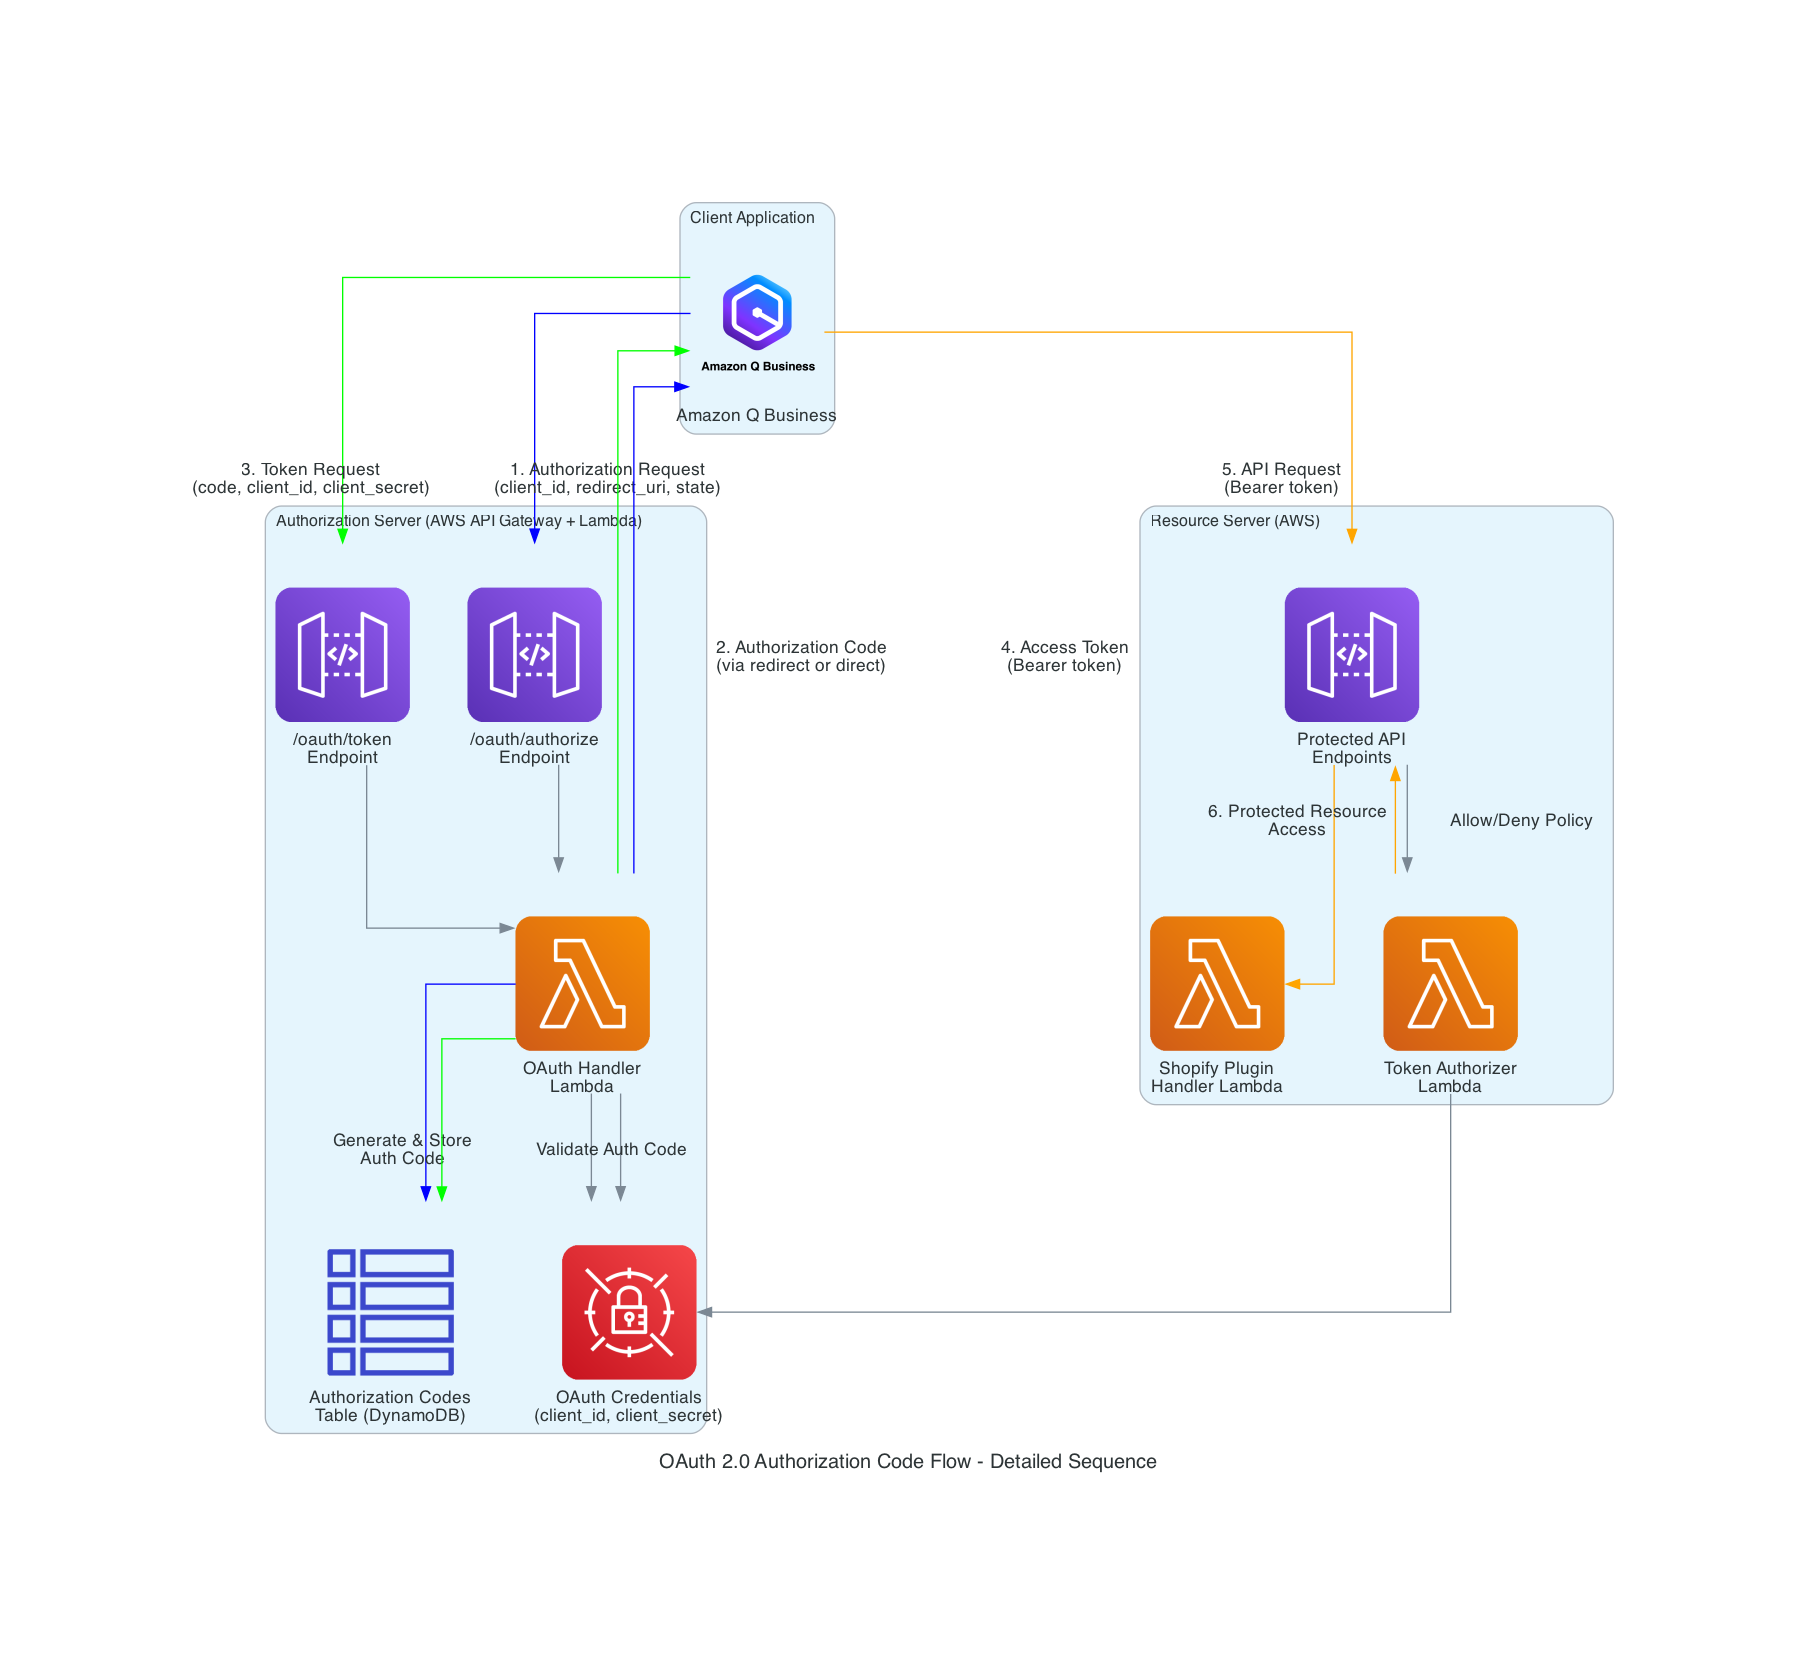 Client Application
Amazon Q Business
Amazon Q Business
3. Token Request
(code, client_id, client_secret)
1. Authorization Request
(client_id, redirect_uri, state)
5. API Request
(Bearer token)
Authorization Server (AWS API Gateway + Lambda)
Resource Server (AWS)
2. Authorization Code
(via redirect or direct)
4. Access Token
(Bearer token)
/oauth/token
Endpoint
/oauth/authorize
Endpoint
Protected API
Endpoints
6. Protected Resource
Access
Allow/Deny Policy
OAuth Handler
Lambda
Shopify Plugin
Handler Lambda
Token Authorizer
Lambda
Generate & Store
Auth Code
Validate Auth Code
Authorization Codes
Table (DynamoDB)
OAuth Credentials
(client_id, client_secret)
OAuth 2.0 Authorization Code Flow - Detailed Sequence